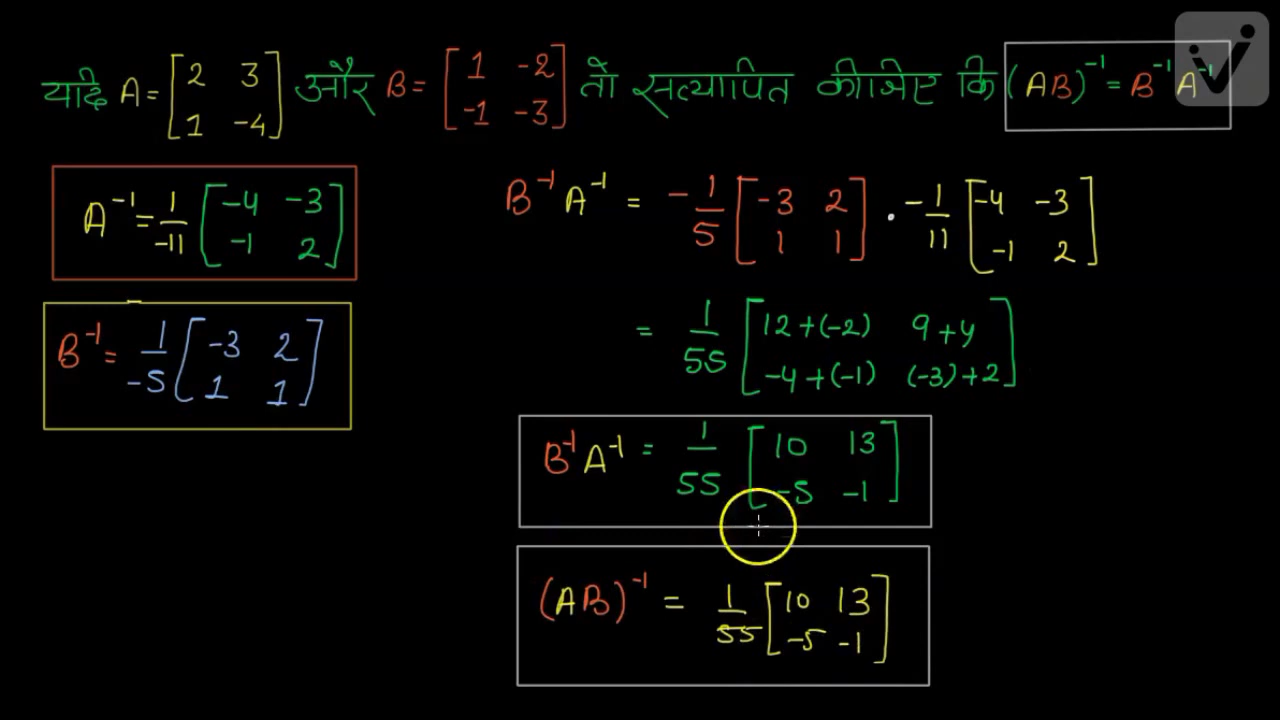 यदि A = [2 3; 1 -4] और B = [1 -2; -1 -3] तो सत्यापित कीजिए कि (AB)⁻¹ = B⁻¹ A⁻¹
A⁻¹ = 1/-11 [-4 -3; -1 2]
B⁻¹ = 1/-5 [-3 2; 1 1]
B⁻¹ A⁻¹ = -1/5 [-3 2; 1 1] · -1/11 [-4 -3; -1 2]
= 1/55 [12+(-2) 9+4; -4+(-1) (-3)+2]
B⁻¹ A⁻¹ = 1/55 [10 13; -5 -1]
(AB)⁻¹ = 1/55 [10 13; -5 -1]